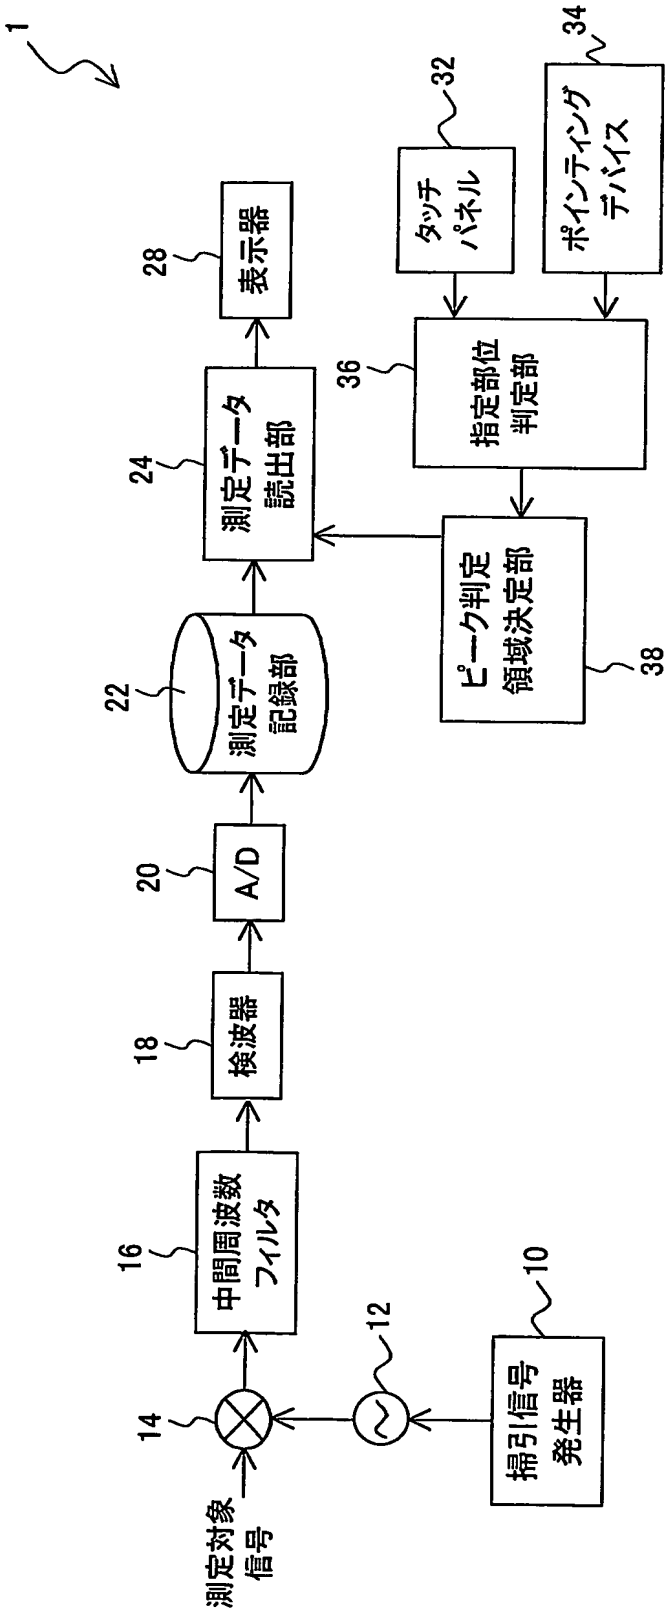 1
測定対象
信号
14
16
中間周波数
フィルタ
18
検波器
20
A/D
22
測定データ
記録部
24
測定データ
読出部
28
表示器
12
10
掃引信号
発生器
32
タッチ
パネル
34
ポインティング
デバイス
36
指定部位
判定部
ピーク判定
領域決定部
38